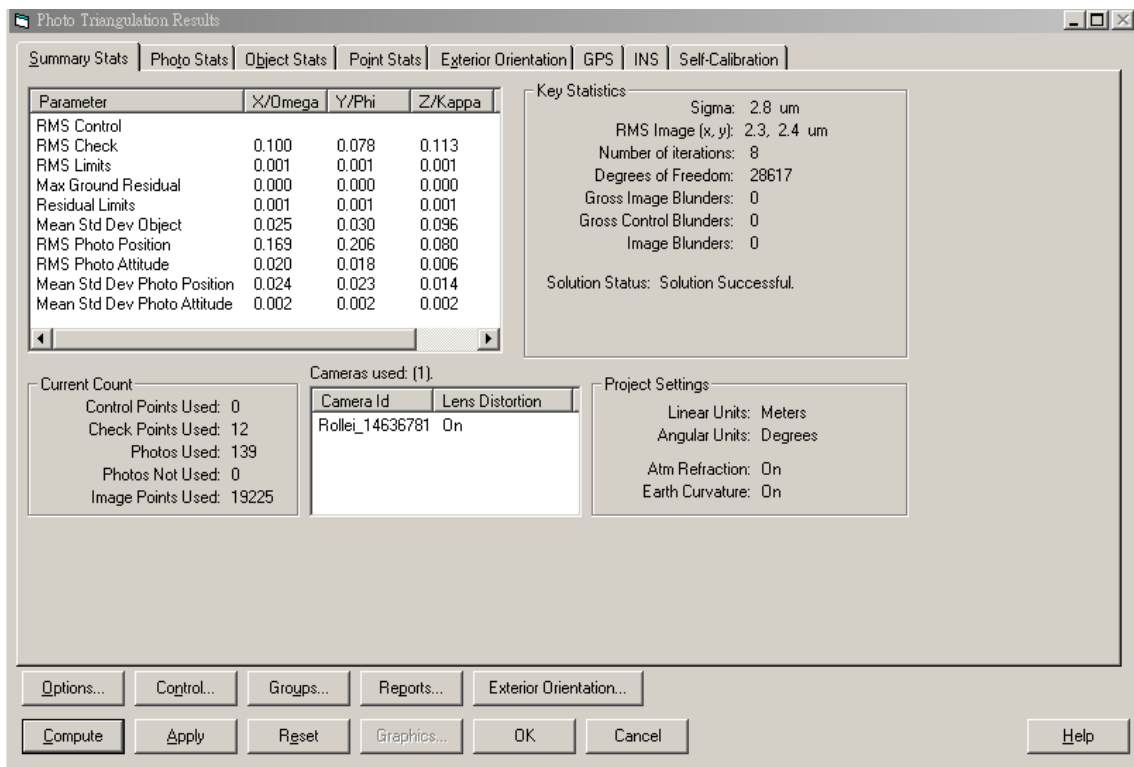 Photo Triangulation Results
Summary Stats Photo Stats Object Stats Point Stats Exterior Orientation GPS INS Self-Calibration
Parameter X/Omega Y/Phi Z/Kappa
RMS Control
RMS Check 0.100 0.078 0.113
RMS Limits 0.001 0.001 0.001
Max Ground Residual 0.000 0.000 0.000
Residual Limits 0.001 0.001 0.001
Mean Std Dev Object 0.025 0.030 0.096
RMS Photo Position 0.169 0.206 0.080
RMS Photo Attitude 0.020 0.018 0.006
Mean Std Dev Photo Position 0.024 0.023 0.014
Mean Std Dev Photo Attitude 0.002 0.002 0.002
Key Statistics
Sigma: 2.8 um
RMS Image (x, y): 2.3, 2.4 um
Number of iterations: 8
Degrees of Freedom: 28617
Gross Image Blunders: 0
Gross Control Blunders: 0
Image Blunders: 0
Solution Status: Solution Successful.
Current Count
Control Points Used: 0
Check Points Used: 12
Photos Used: 139
Photos Not Used: 0
Image Points Used: 19225
Cameras used: (1).
Camera Id Lens Distortion
Rollei_14636781 On
Project Settings
Linear Units: Meters
Angular Units: Degrees
Atm Refraction: On
Earth Curvature: On
Options... Control... Groups... Reports... Exterior Orientation...
Compute Apply Reset Graphics... OK Cancel Help